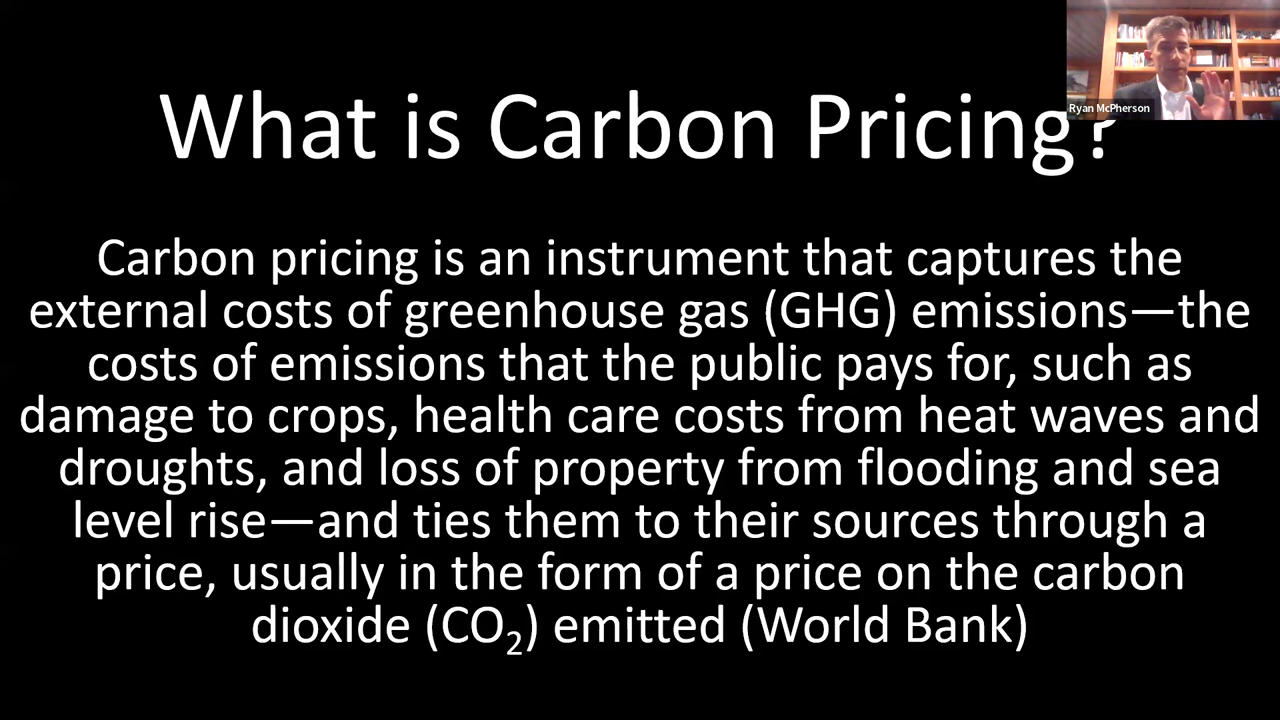 What is Carbon Pricing?
Ryan McPherson
Carbon pricing is an instrument that captures the
external costs of greenhouse gas (GHG) emissions—the
costs of emissions that the public pays for, such as
damage to crops, health care costs from heat waves and
droughts, and loss of property from flooding and sea
level rise—and ties them to their sources through a
price, usually in the form of a price on the carbon
dioxide (CO₂) emitted (World Bank)